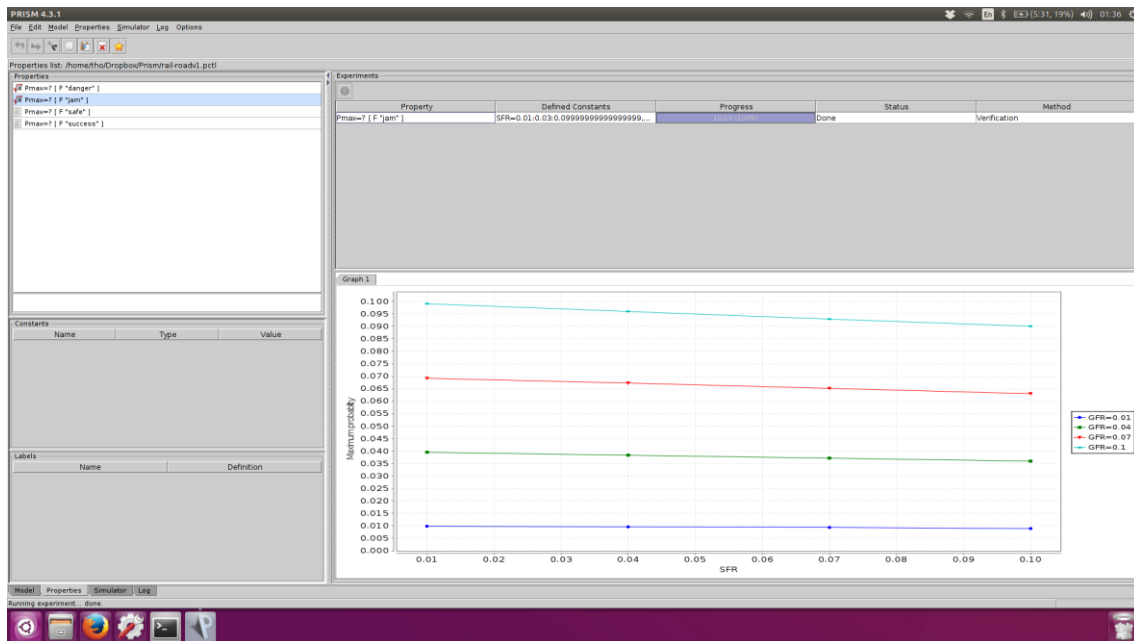 PRISM 4.3.1
En (5:31, 19%) 01:36
File Edit Model Properties Simulator Log Options
Properties list: /home/tho/Dropbox/Prism/rail-roadv1.pctl
Properties
Pmax=? [ F "danger" ]
Pmax=? [ F "jam" ]
Pmax=? [ F "safe" ]
Pmax=? [ F "success" ]
Constants
Name Type Value
Labels
Name Definition
Experiments
Property Defined Constants Progress Status Method
Pmax=? [ F "jam" ] SFR=0.01:0.03:0.09999999999999999,... 16/16 (100%) Done Verification
Graph 1
0.100
0.095
0.090
0.085
0.080
0.075
0.070
0.065
0.060
0.055
0.050
0.045
0.040
0.035
0.030
0.025
0.020
0.015
0.010
0.005
0.000
Maximum probability
0.01 0.02 0.03 0.04 0.05 0.06 0.07 0.08 0.09 0.10
SFR
GFR=0.01
GFR=0.04
GFR=0.07
GFR=0.1
Model Properties Simulator Log
Running experiment... done.